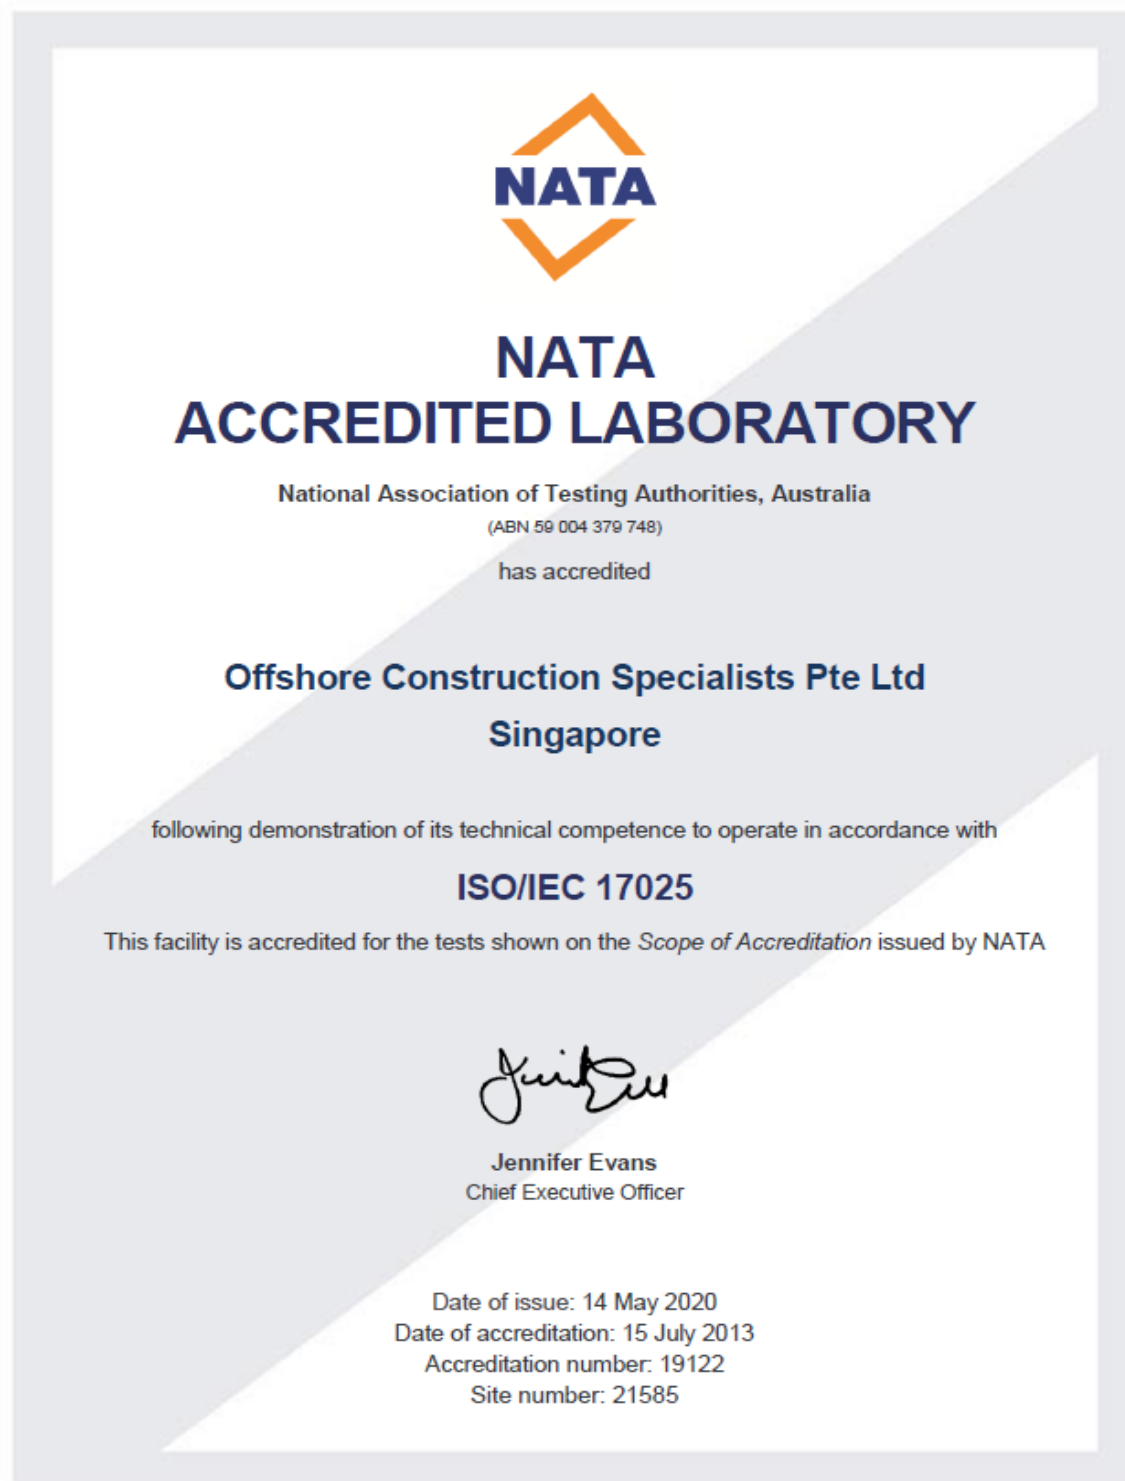 NATA
NATA
ACCREDITED LABORATORY
National Association of Testing Authorities, Australia
(ABN 59 004 379 748)
has accredited
Offshore Construction Specialists Pte Ltd
Singapore
following demonstration of its technical competence to operate in accordance with
ISO/IEC 17025
This facility is accredited for the tests shown on the Scope of Accreditation issued by NATA
Jennifer Evans
Chief Executive Officer
Date of issue: 14 May 2020
Date of accreditation: 15 July 2013
Accreditation number: 19122
Site number: 21585